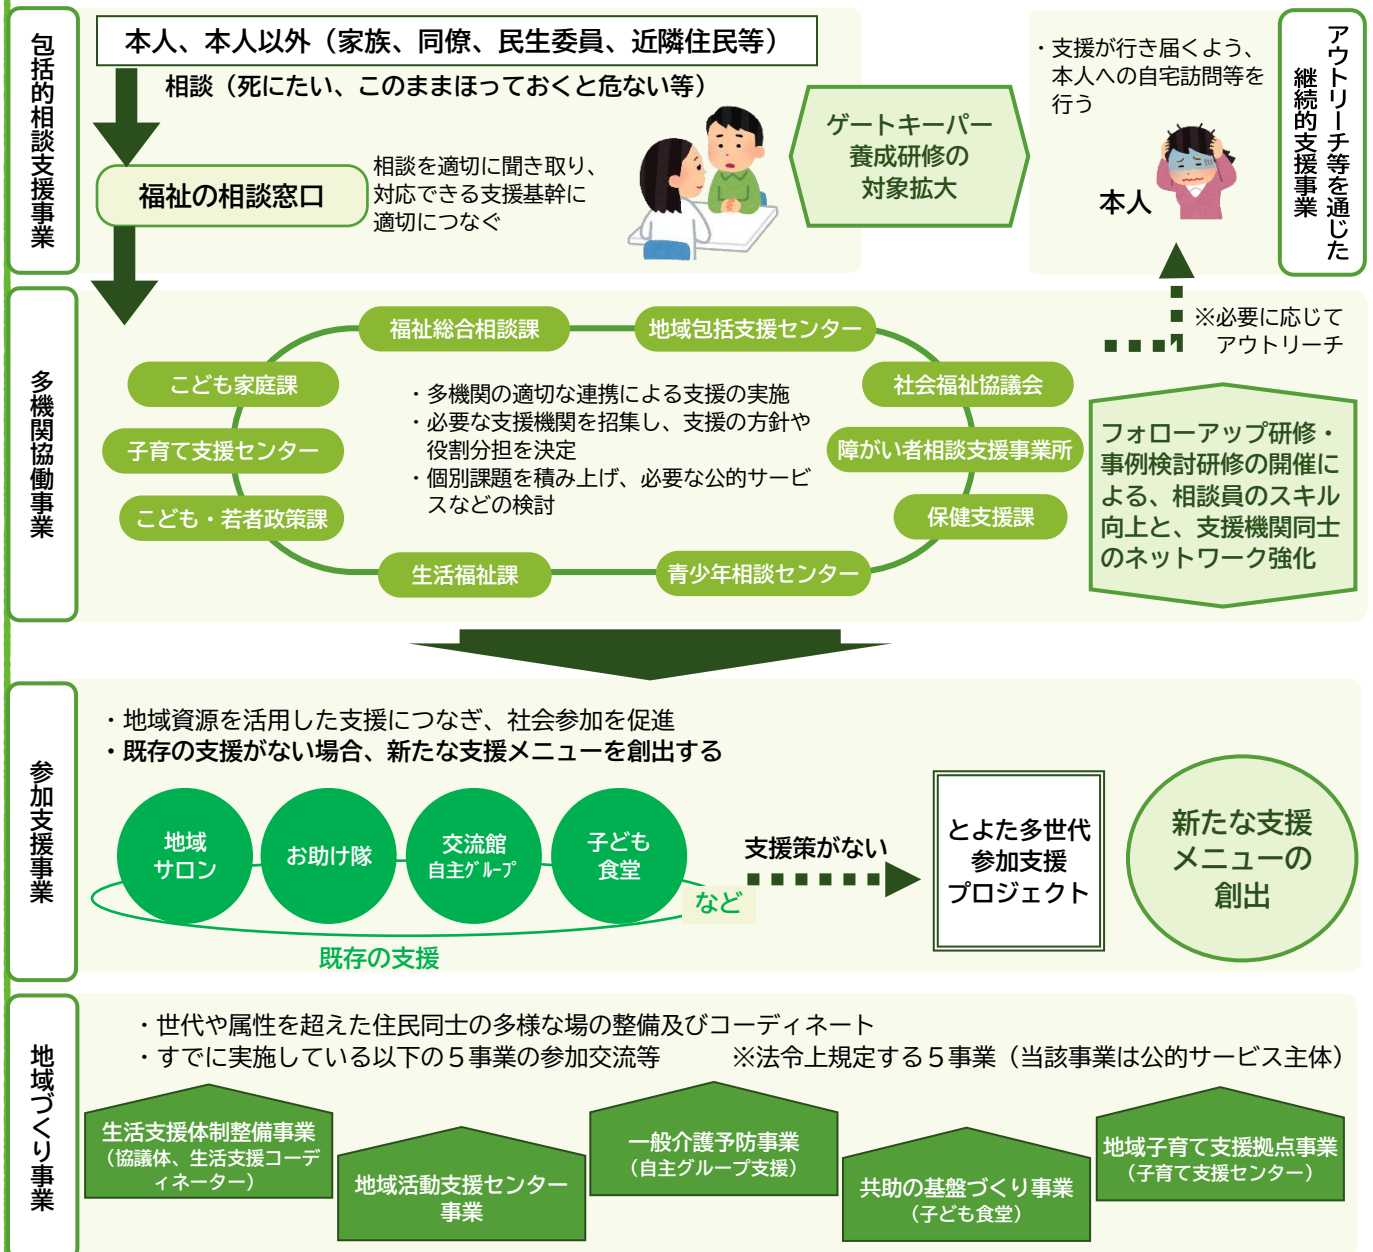 包括的相談支援事業
本人、本人以外（家族、同僚、民生委員、近隣住民等）
相談（死にたい、このままほっておくと危ない等）
福祉の相談窓口
相談を適切に聞き取り、
対応できる支援基幹に
適切につなぐ
ゲートキーパー
養成研修の
対象拡大
・支援が行き届くよう、
本人への自宅訪問等を
行う
本人
アウトリーチ等を通じた
継続的支援事業
多機関協働事業
福祉総合相談課
地域包括支援センター
こども家庭課
社会福祉協議会
子育て支援センター
障がい者相談支援事業所
こども・若者政策課
保健支援課
生活福祉課
青少年相談センター
・多機関の適切な連携による支援の実施
・必要な支援機関を招集し、支援の方針や
役割分担を決定
・個別課題を積み上げ、必要な公的サービ
スなどの検討
※必要に応じて
アウトリーチ
フォローアップ研修・
事例検討研修の開催に
よる、相談員のスキル
向上と、支援機関同士
のネットワーク強化
参加支援事業
・地域資源を活用した支援につなぎ、社会参加を促進
・既存の支援がない場合、新たな支援メニューを創出する
地域
サロン
お助け隊
交流館
自主ｸﾞﾙｰﾌﾟ
子ども
食堂
など
既存の支援
支援策がない
とよた多世代
参加支援
プロジェクト
新たな支援
メニューの
創出
地域づくり事業
・世代や属性を超えた住民同士の多様な場の整備及びコーディネート
・すでに実施している以下の５事業の参加交流等　　※法令上規定する５事業（当該事業は公的サービス主体）
生活支援体制整備事業
（協議体、生活支援コーデ
ィネーター）
地域活動支援センター
事業
一般介護予防事業
（自主グループ支援）
共助の基盤づくり事業
（子ども食堂）
地域子育て支援拠点事業
（子育て支援センター）